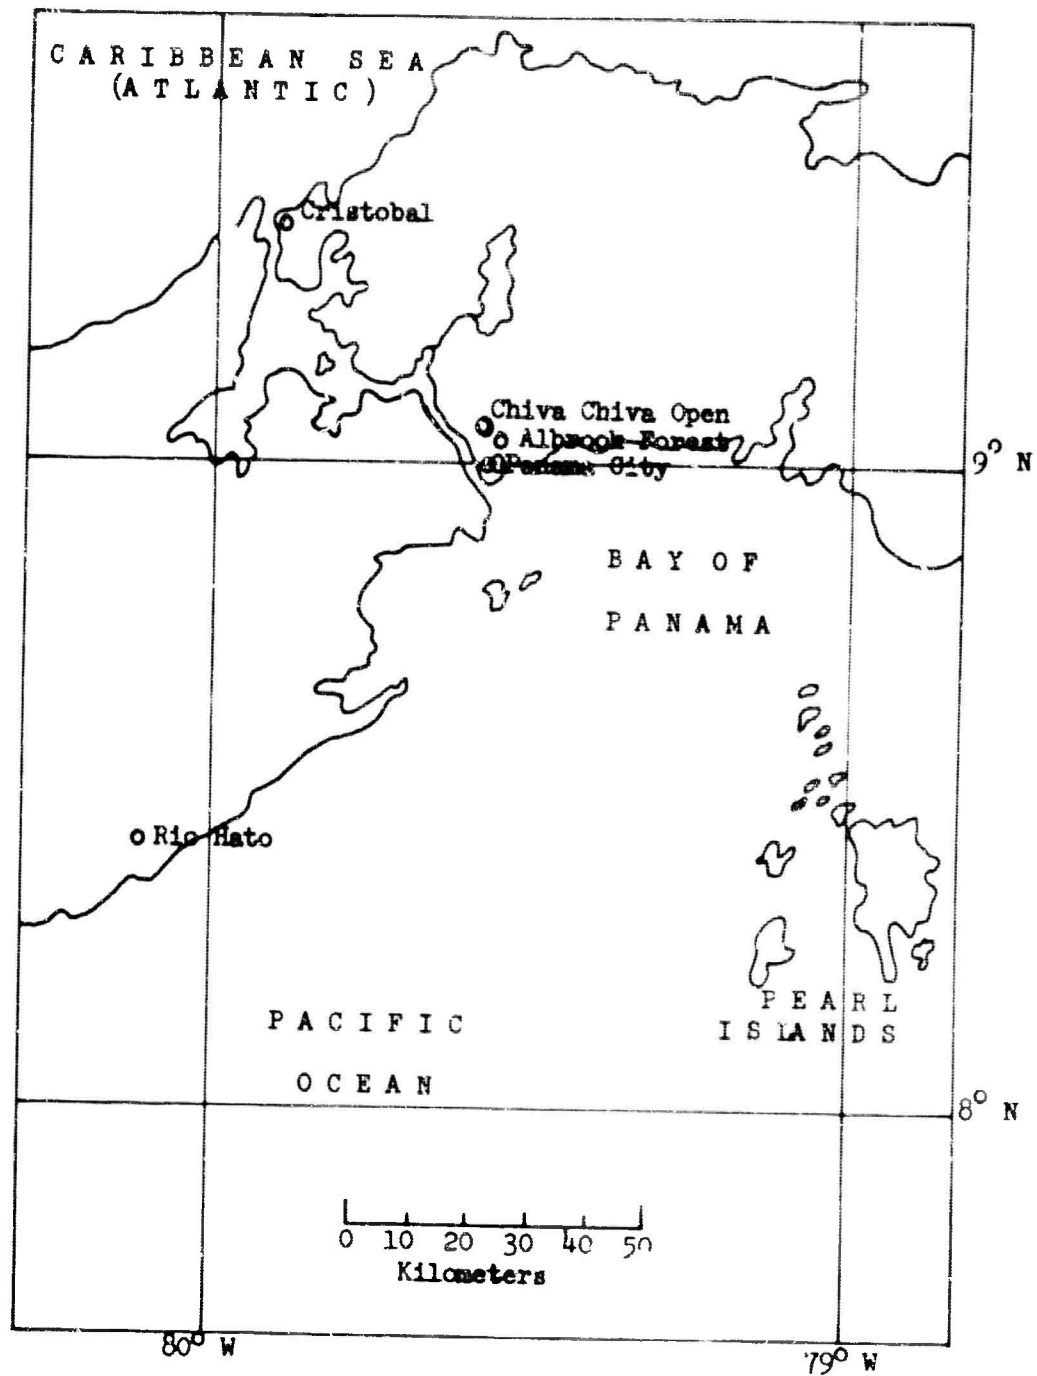 CARIBBEAN SEA
(ATLANTIC)
Cristobal
Chiva Chiva Open
Albrook Forest
Panama City
9° N
BAY OF
PANAMA
Rio Hato
PEARL
ISLANDS
PACIFIC
OCEAN
8° N
0 10 20 30 40 50
Kilometers
80° W
79° W